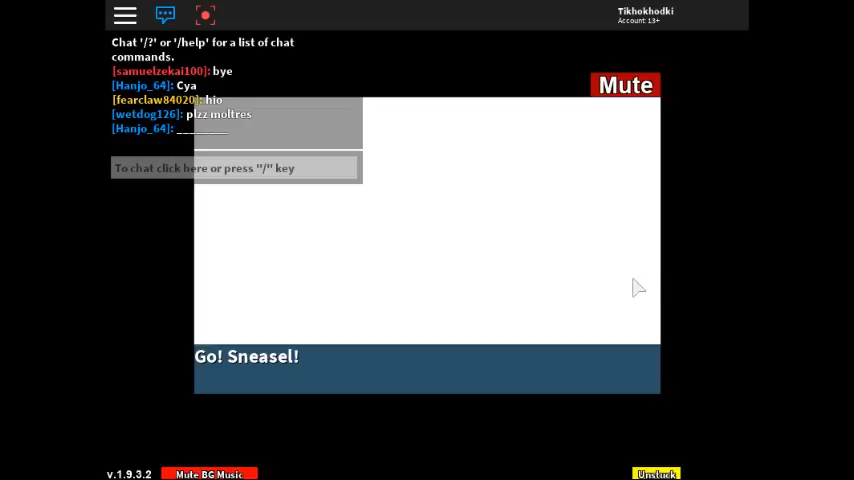 Tikhokhodki
Account: 13+
Chat '/?' or '/help' for a list of chat
commands.
[samuelzekai100]: bye
[Hanjo_64]: Cya
[fearclaw84020]: hio
[wetdog126]: plzz moltres
[Hanjo_64]: ________
Mute
To chat click here or press "/" key
Go! Sneasel!
v.1.9.3.2
Mute BG Music
Unstuck